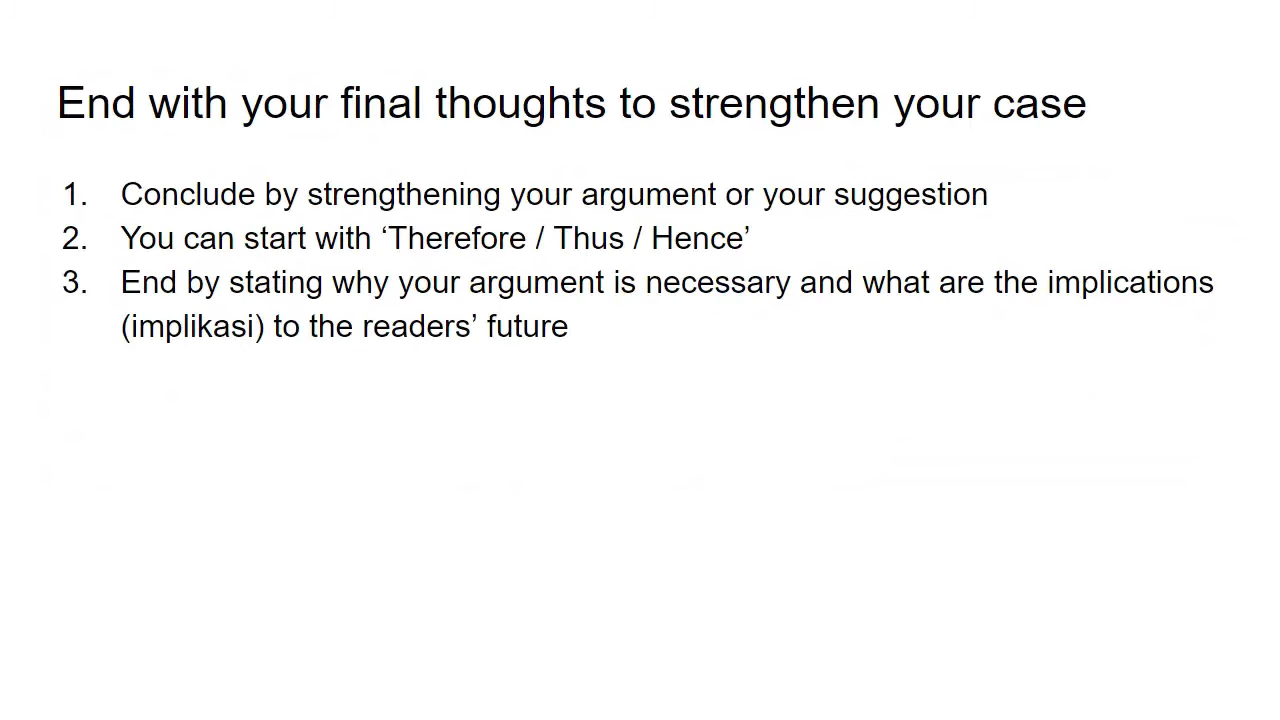 End with your final thoughts to strengthen your case
1. Conclude by strengthening your argument or your suggestion
2. You can start with ‘Therefore / Thus / Hence’
3. End by stating why your argument is necessary and what are the implications
(implikasi) to the readers’ future